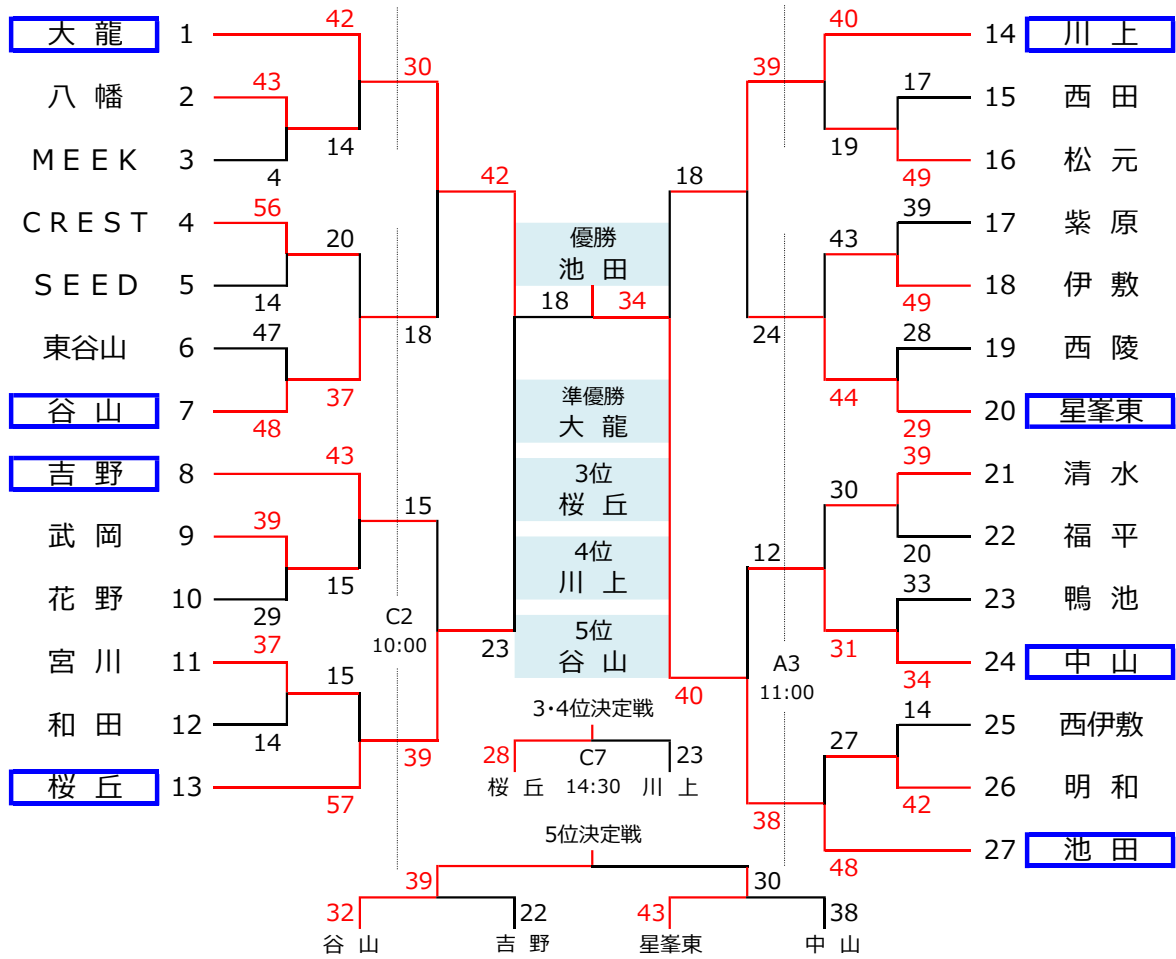 大 龍 1 42
八 幡 2 43
30
14
MEEK 3 4
CREST 4 56
20
42
SEED 5 14
18
東谷山 6 47
37
谷 山 7 48
吉 野 8 43
15
武 岡 9 39
15
花 野 10 29
C2
10:00
宮 川 11 37
15
23
和 田 12 14
39
桜 丘 13 57
優勝
池 田
18 34
準優勝
大 龍
3位
桜 丘
4位
川 上
5位
谷 山
40 14 川 上
39
17 15 西 田
19
49 16 松 元
18
39 17 紫 原
43
49 18 伊 敷
24
28 19 西 陵
44
29 20 星峯東
39 21 清 水
30
20 22 福 平
12
33 23 鴨 池
31
34 24 中 山
A3
11:00
40
14 25 西伊敷
27
42 26 明 和
38
48 27 池 田
3・4位決定戦
28 C7 23
桜 丘 14:30 川 上
5位決定戦
39 30
32 22 43 38
谷 山 吉 野 星峯東 中 山